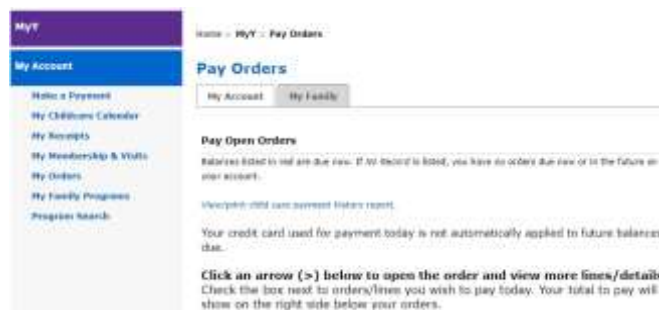 MyY
Home > MyY > Pay Orders
My Account
Pay Orders
Make a Payment
My Account
My Family
My Childcare Calendar
My Receipts
My Membership & Visits
My Orders
My Family Programs
Program Search
Pay Open Orders
Balances listed in red are due now. If No Record is listed, you have no orders due now or in the future on
your account.
View/print child care payment history report.
Your credit card used for payment today is not automatically applied to future balances
due.
Click an arrow (>) below to open the order and view more lines/details
Check the box next to orders/lines you wish to pay today. Your total to pay will
show on the right side below your orders.